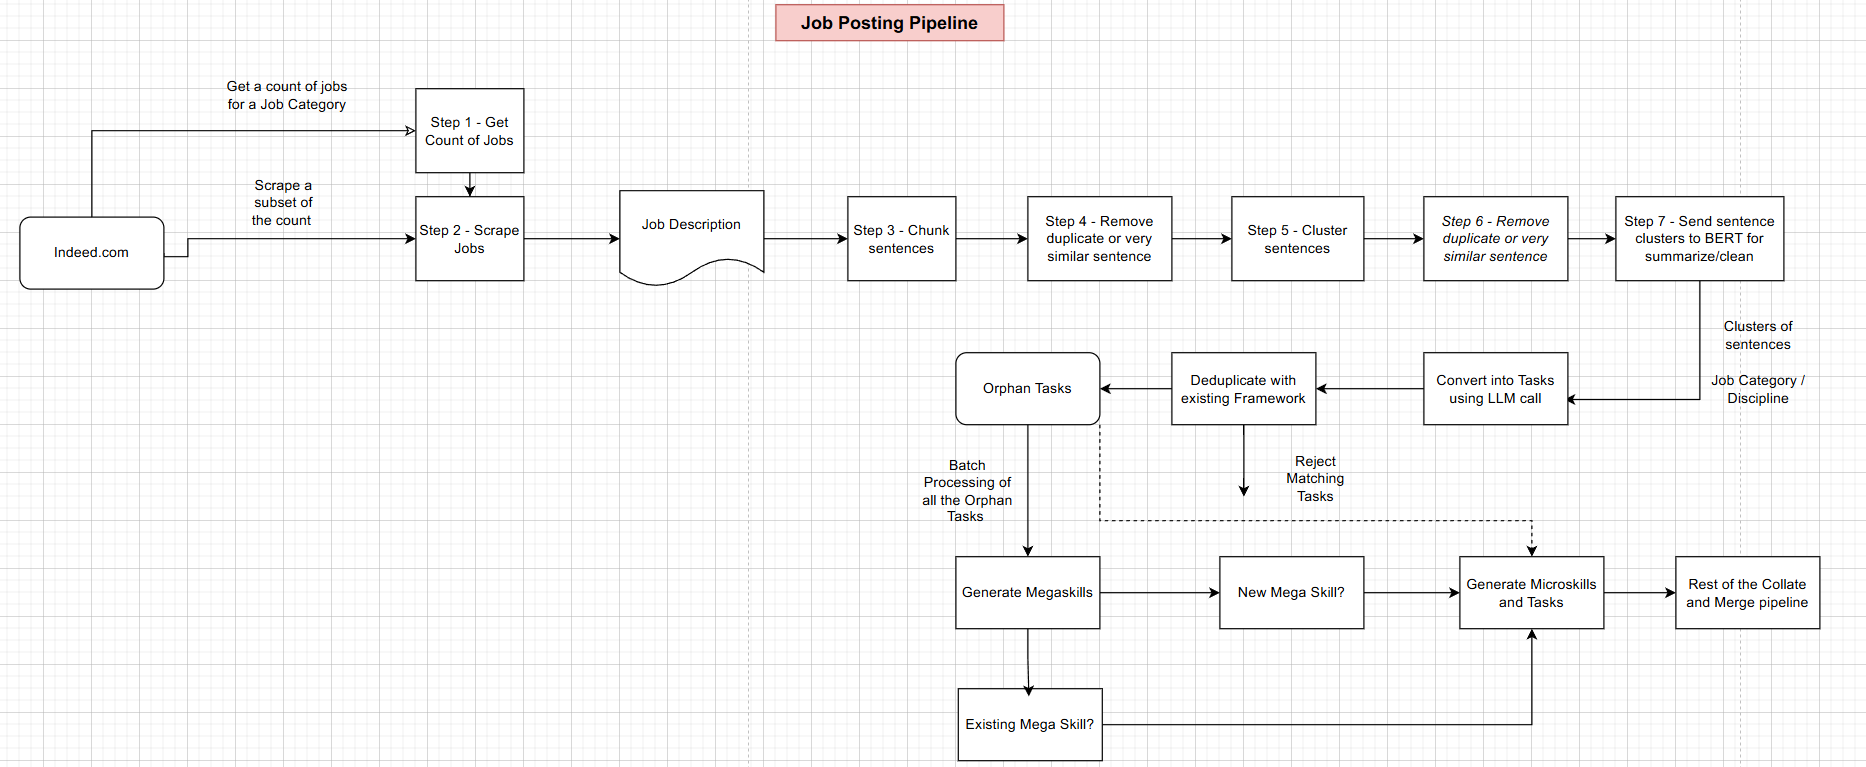 Job Posting Pipeline
Get a count of jobs
for a Job Category
Step 1 - Get
Count of Jobs
Scrape a
subset of
the count
Indeed.com
Step 2 - Scrape
Jobs
Job Description
Step 3 - Chunk
sentences
Step 4 - Remove
duplicate or very
similar sentence
Step 5 - Cluster
sentences
Step 6 - Remove
duplicate or very
similar sentence
Step 7 - Send sentence
clusters to BERT for
summarize/clean
Clusters of
sentences
Job Category /
Discipline
Convert into Tasks
using LLM call
Deduplicate with
existing Framework
Orphan Tasks
Batch
Processing of
all the Orphan
Tasks
Reject
Matching
Tasks
Generate Megaskills
New Mega Skill?
Generate Microskills
and Tasks
Rest of the Collate
and Merge pipeline
Existing Mega Skill?